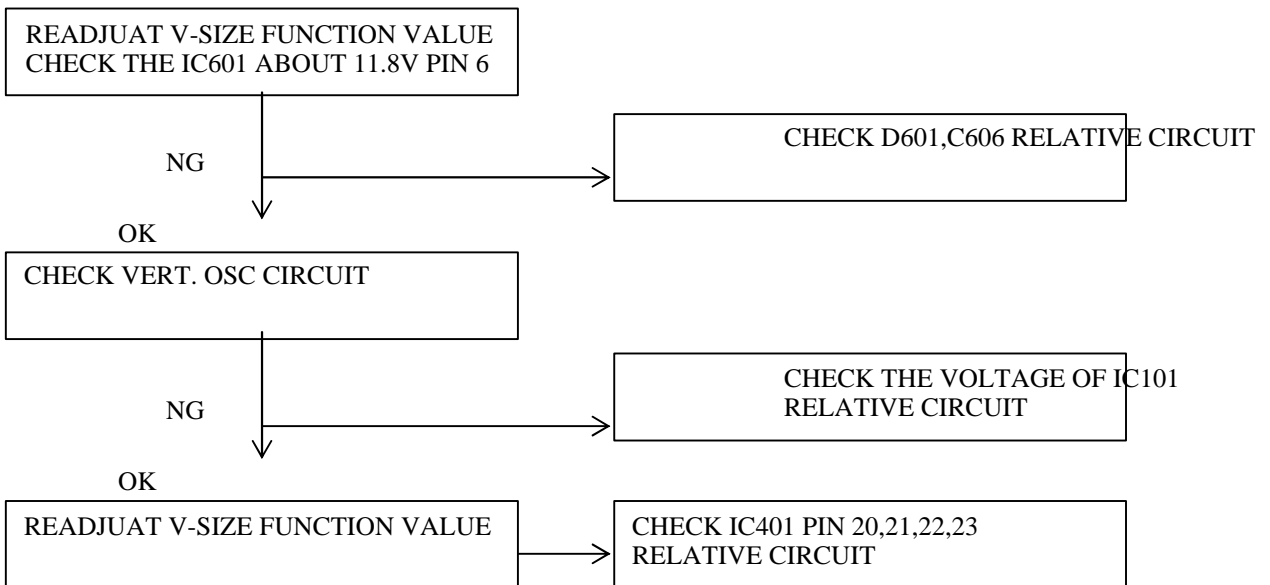 READJUAT V-SIZE FUNCTION VALUE
CHECK THE IC601 ABOUT 11.8V PIN 6
CHECK D601,C606 RELATIVE CIRCUIT
NG
OK
CHECK VERT. OSC CIRCUIT
CHECK THE VOLTAGE OF IC101
RELATIVE CIRCUIT
NG
OK
READJUAT V-SIZE FUNCTION VALUE
CHECK IC401 PIN 20,21,22,23
RELATIVE CIRCUIT